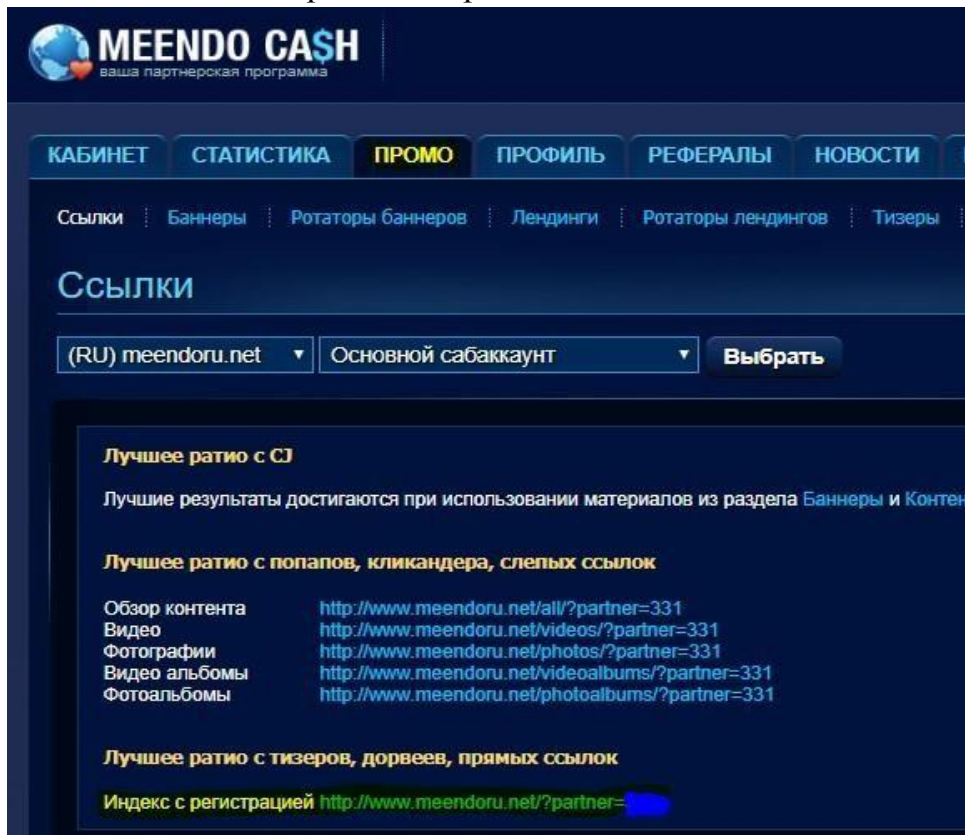 MEENDO CA$H
ваша партнерская программа
КАБИНЕТ СТАТИСТИКА ПРОМО ПРОФИЛЬ РЕФЕРАЛЫ НОВОСТИ
Ссылки Баннеры Ротаторы баннеров Лендинги Ротаторы лендингов Тизеры
Ссылки
(RU) meendoru.net Основной сабаккаунт Выбрать
Лучшее ратио с CJ
Лучшие результаты достигаются при использовании материалов из раздела Баннеры и Контен
Лучшее ратио с попапов, кликандера, слепых ссылок
Обзор контента http://www.meendoru.net/all/?partner=331
Видео http://www.meendoru.net/videos/?partner=331
Фотографии http://www.meendoru.net/photos/?partner=331
Видео альбомы http://www.meendoru.net/videoalbums/?partner=331
Фотоальбомы http://www.meendoru.net/photoalbums/?partner=331
Лучшее ратио с тизеров, дорвеев, прямых ссылок
Индекс с регистрацией http://www.meendoru.net/?partner=